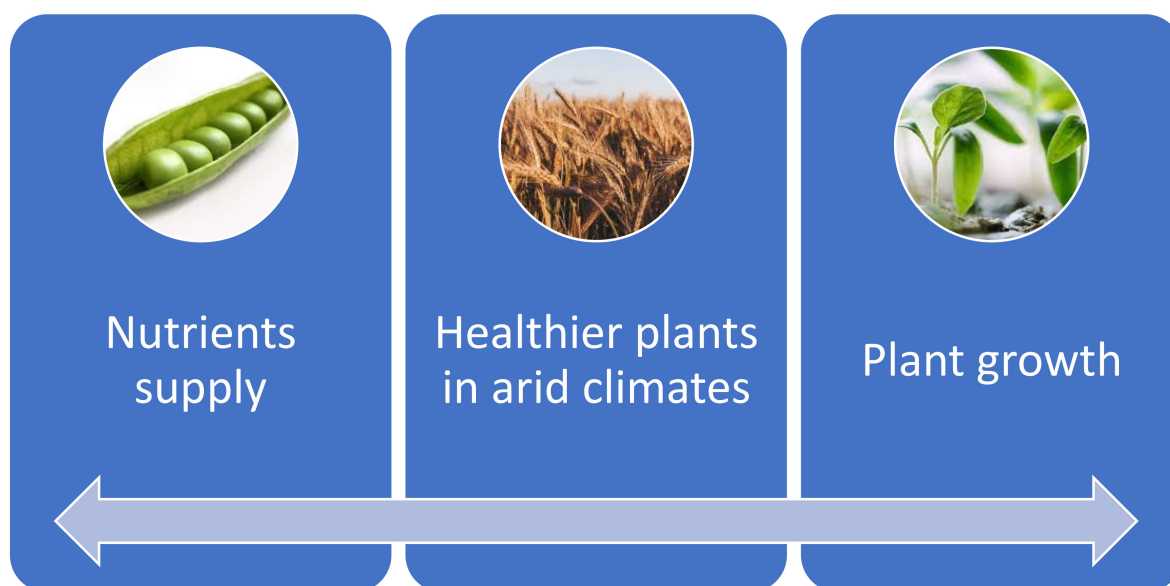 Nutrients
supply
Healthier plants
in arid climates
Plant growth